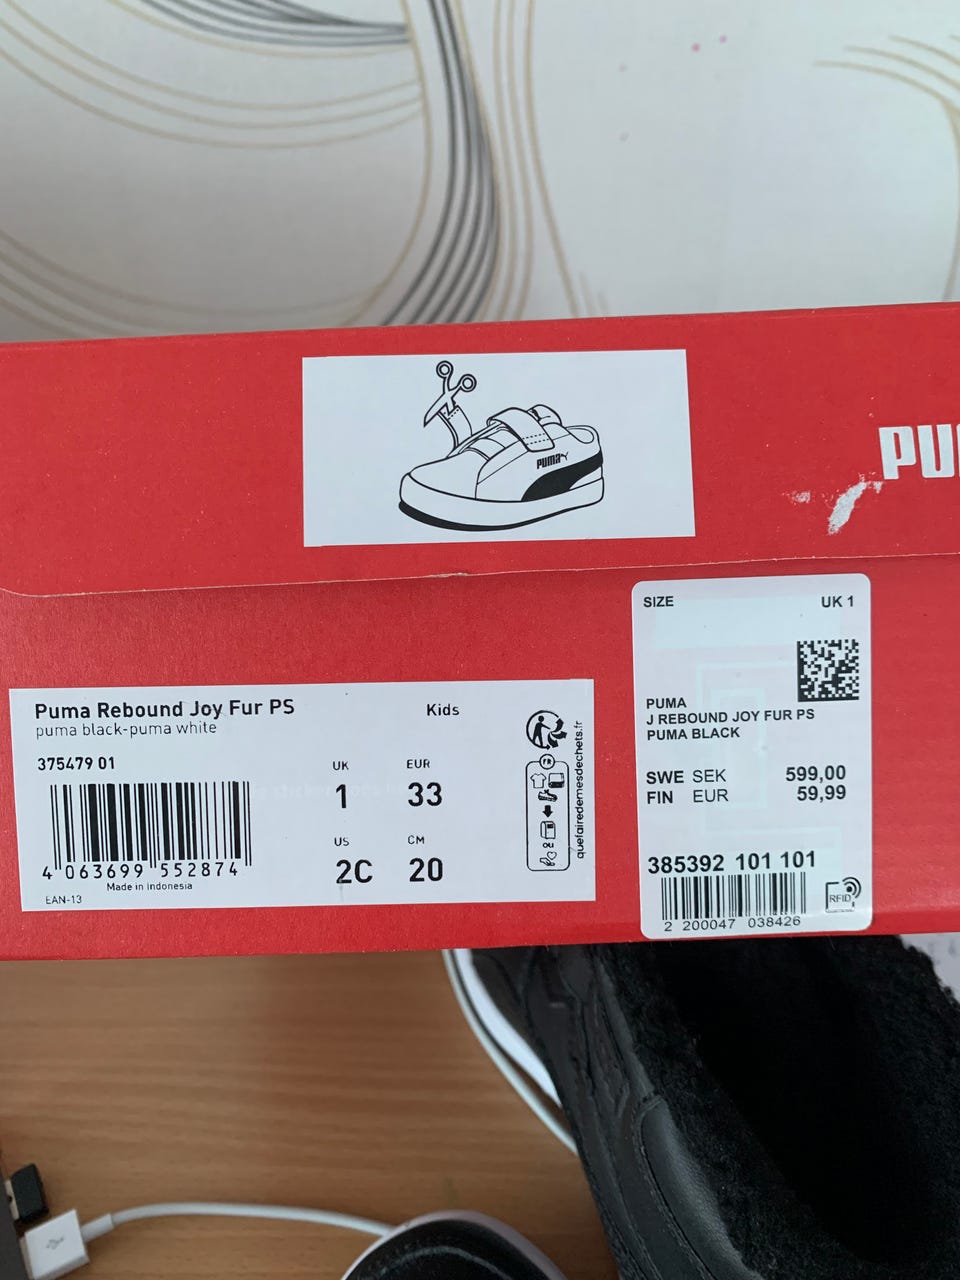 PUMA
PU
SIZE UK 1
PUMA
J REBOUND JOY FUR PS
PUMA BLACK
SWE SEK 599,00
FIN EUR 59,99
385392 101 101
2 200047 038426
RFID
Puma Rebound Joy Fur PS Kids
puma black-puma white
375479 01
UK EUR
1 33
US CM
2C 20
4 063699 552874
Made in Indonesia
EAN-13
FR
OU
quefairedemesdechets.fr